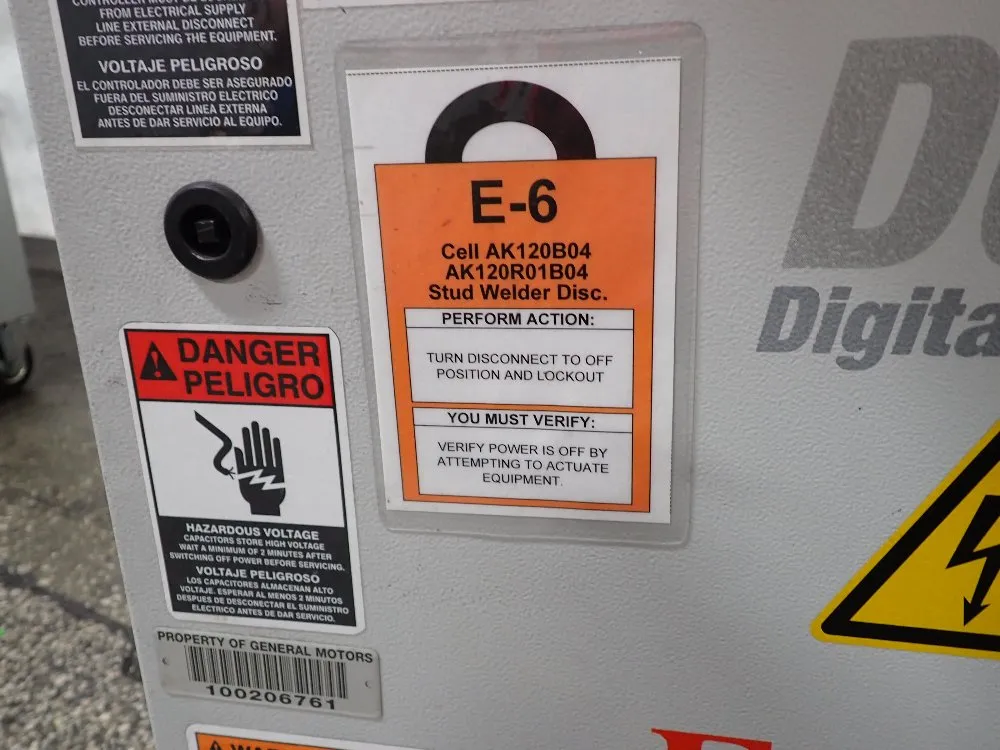 CONTROLLER MUST BE
FROM ELECTRICAL SUPPLY
LINE EXTERNAL DISCONNECT
BEFORE SERVICING THE EQUIPMENT.
VOLTAJE PELIGROSO
EL CONTROLADOR DEBE SER ASEGURADO
FUERA DEL SUMINISTRO ELECTRICO
DESCONECTAR LINEA EXTERNA
ANTES DE DAR SERVICIO AL EQUIPO.
E-6
Cell AK120B04
AK120R01B04
Stud Welder Disc.
PERFORM ACTION:
TURN DISCONNECT TO OFF
POSITION AND LOCKOUT
YOU MUST VERIFY:
VERIFY POWER IS OFF BY
ATTEMPTING TO ACTUATE
EQUIPMENT.
D
Digita
DANGER
PELIGRO
HAZARDOUS VOLTAGE
CAPACITORS STORE HIGH VOLTAGE
WAIT A MINIMUM OF 2 MINUTES AFTER
SWITCHING OFF POWER BEFORE SERVICING.
VOLTAJE PELIGROSO
LOS CAPACITORES ALMACENAN ALTO
VOLTAJE. ESPERAR AL MENOS 2 MINUTOS
DESPUES DE DESCONECTAR EL SUMINISTRO
ELECTRICO ANTES DE DAR SERVICIO.
PROPERTY OF GENERAL MOTORS
100206761